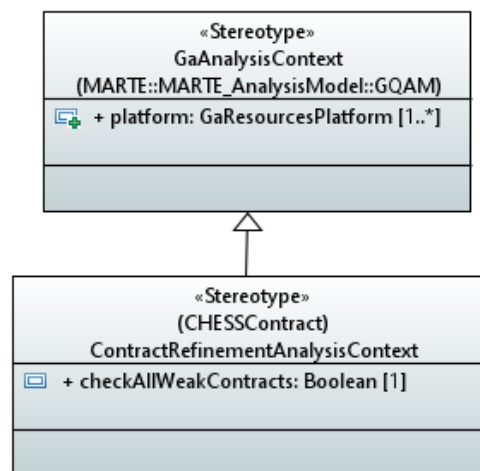 «Stereotype»
GaAnalysisContext
(MARTE::MARTE_AnalysisModel::GQAM)
+ platform: GaResourcesPlatform [1..*]
«Stereotype»
(CHESSContract)
ContractRefinementAnalysisContext
+ checkAllWeakContracts: Boolean [1]